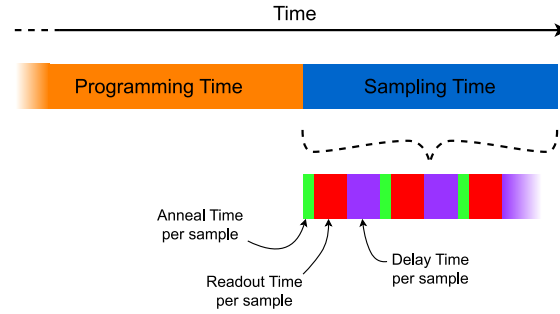 Time
Programming Time
Sampling Time
Anneal Time
per sample
Readout Time
per sample
Delay Time
per sample